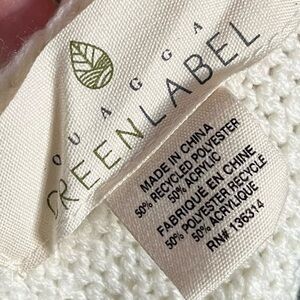 QUAGGA
GREENLABEL
MADE IN CHINA
50% RECYCLED POLYESTER
50% ACRYLIC
FABRIQUÉ EN CHINE
50% POLYESTER RECYCLE
50% ACRYLIQUE
RN# 136314